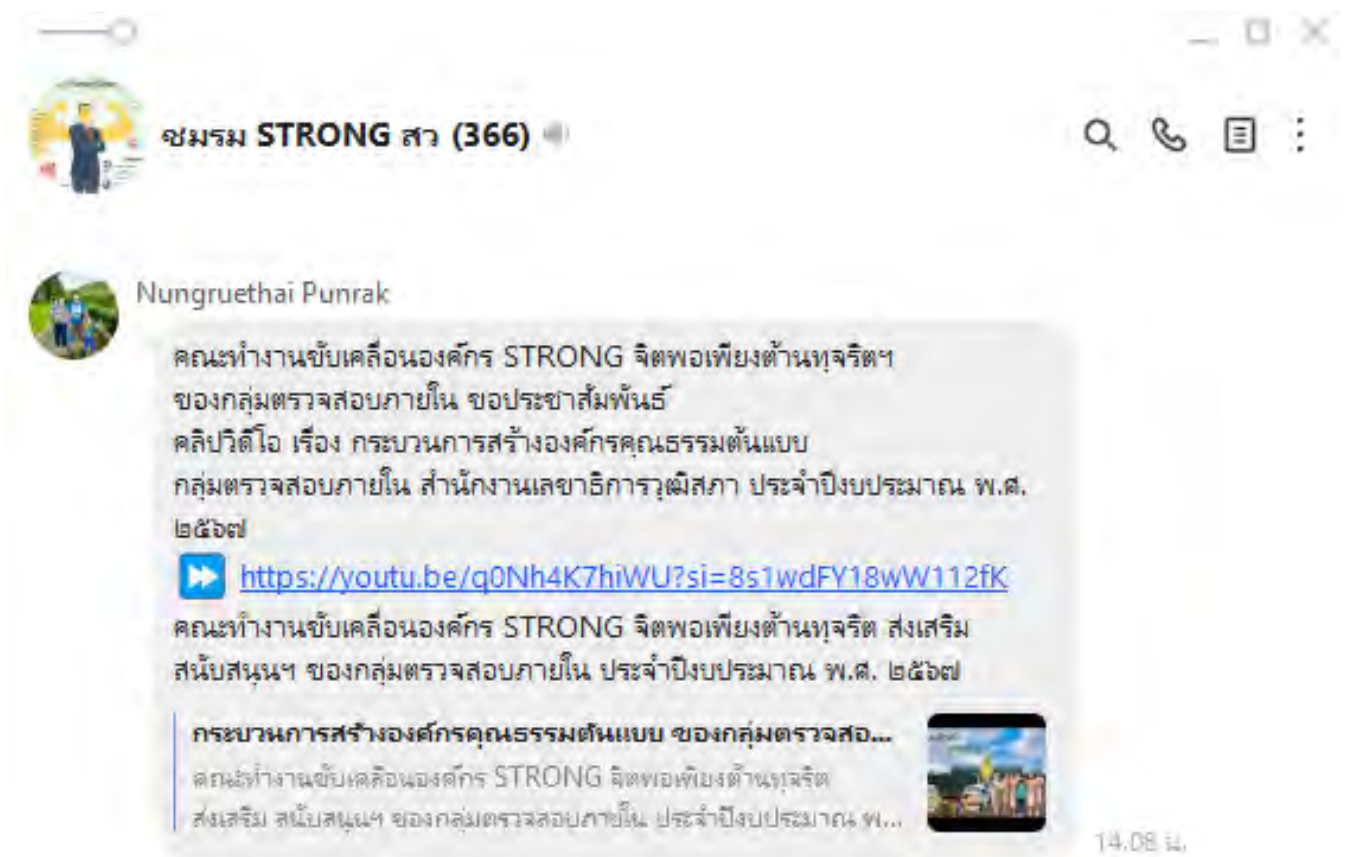 ชมรม STRONG สว (366)
Nungruethai Punrak
คณะทำงานขับเคลื่อนองค์กร STRONG จิตพอเพียงต้านทุจริตฯ
ของกลุ่มตรวจสอบภายใน ขอประชาสัมพันธ์
คลิปวิดีโอ เรื่อง กระบวนการสร้างองค์กรคุณธรรมต้นแบบ
กลุ่มตรวจสอบภายใน สำนักงานเลขาธิการวุฒิสภา ประจำปีงบประมาณ พ.ศ.
๒๕๖๗
https://youtu.be/q0Nh4K7hiWU?si=8s1wdFY18wW112fK
คณะทำงานขับเคลื่อนองค์กร STRONG จิตพอเพียงต้านทุจริต ส่งเสริม
สนับสนุนฯ ของกลุ่มตรวจสอบภายใน ประจำปีงบประมาณ พ.ศ. ๒๕๖๗
กระบวนการสร้างองค์กรคุณธรรมต้นแบบ ของกลุ่มตรวจสอ...
คณะทำงานขับเคลื่อนองค์กร STRONG จิตพอเพียงต้านทุจริต
ส่งเสริม สนับสนุนฯ ของกลุ่มตรวจสอบภายใน ประจำปีงบประมาณ พ...
14.08 น.